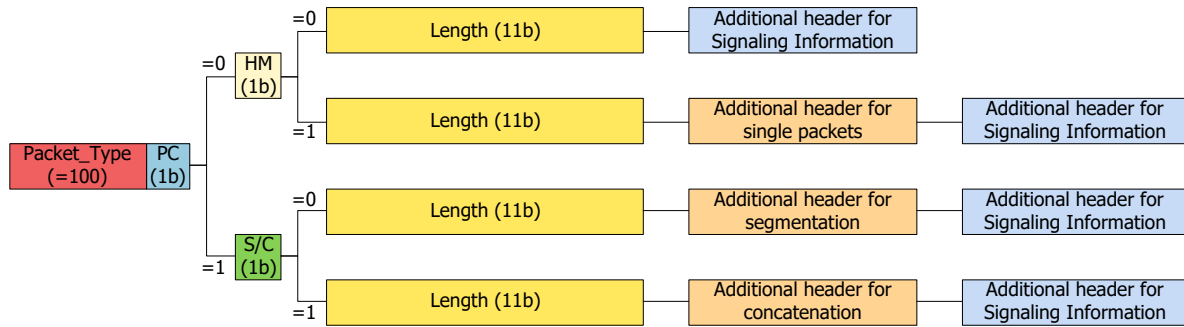 =0
Length (11b)
Additional header for
Signaling Information
=0
HM
(1b)
=1
Length (11b)
Additional header for
single packets
Additional header for
Signaling Information
Packet_Type
(=100)
PC
(1b)
=0
Length (11b)
Additional header for
segmentation
Additional header for
Signaling Information
=1
S/C
(1b)
=1
Length (11b)
Additional header for
concatenation
Additional header for
Signaling Information